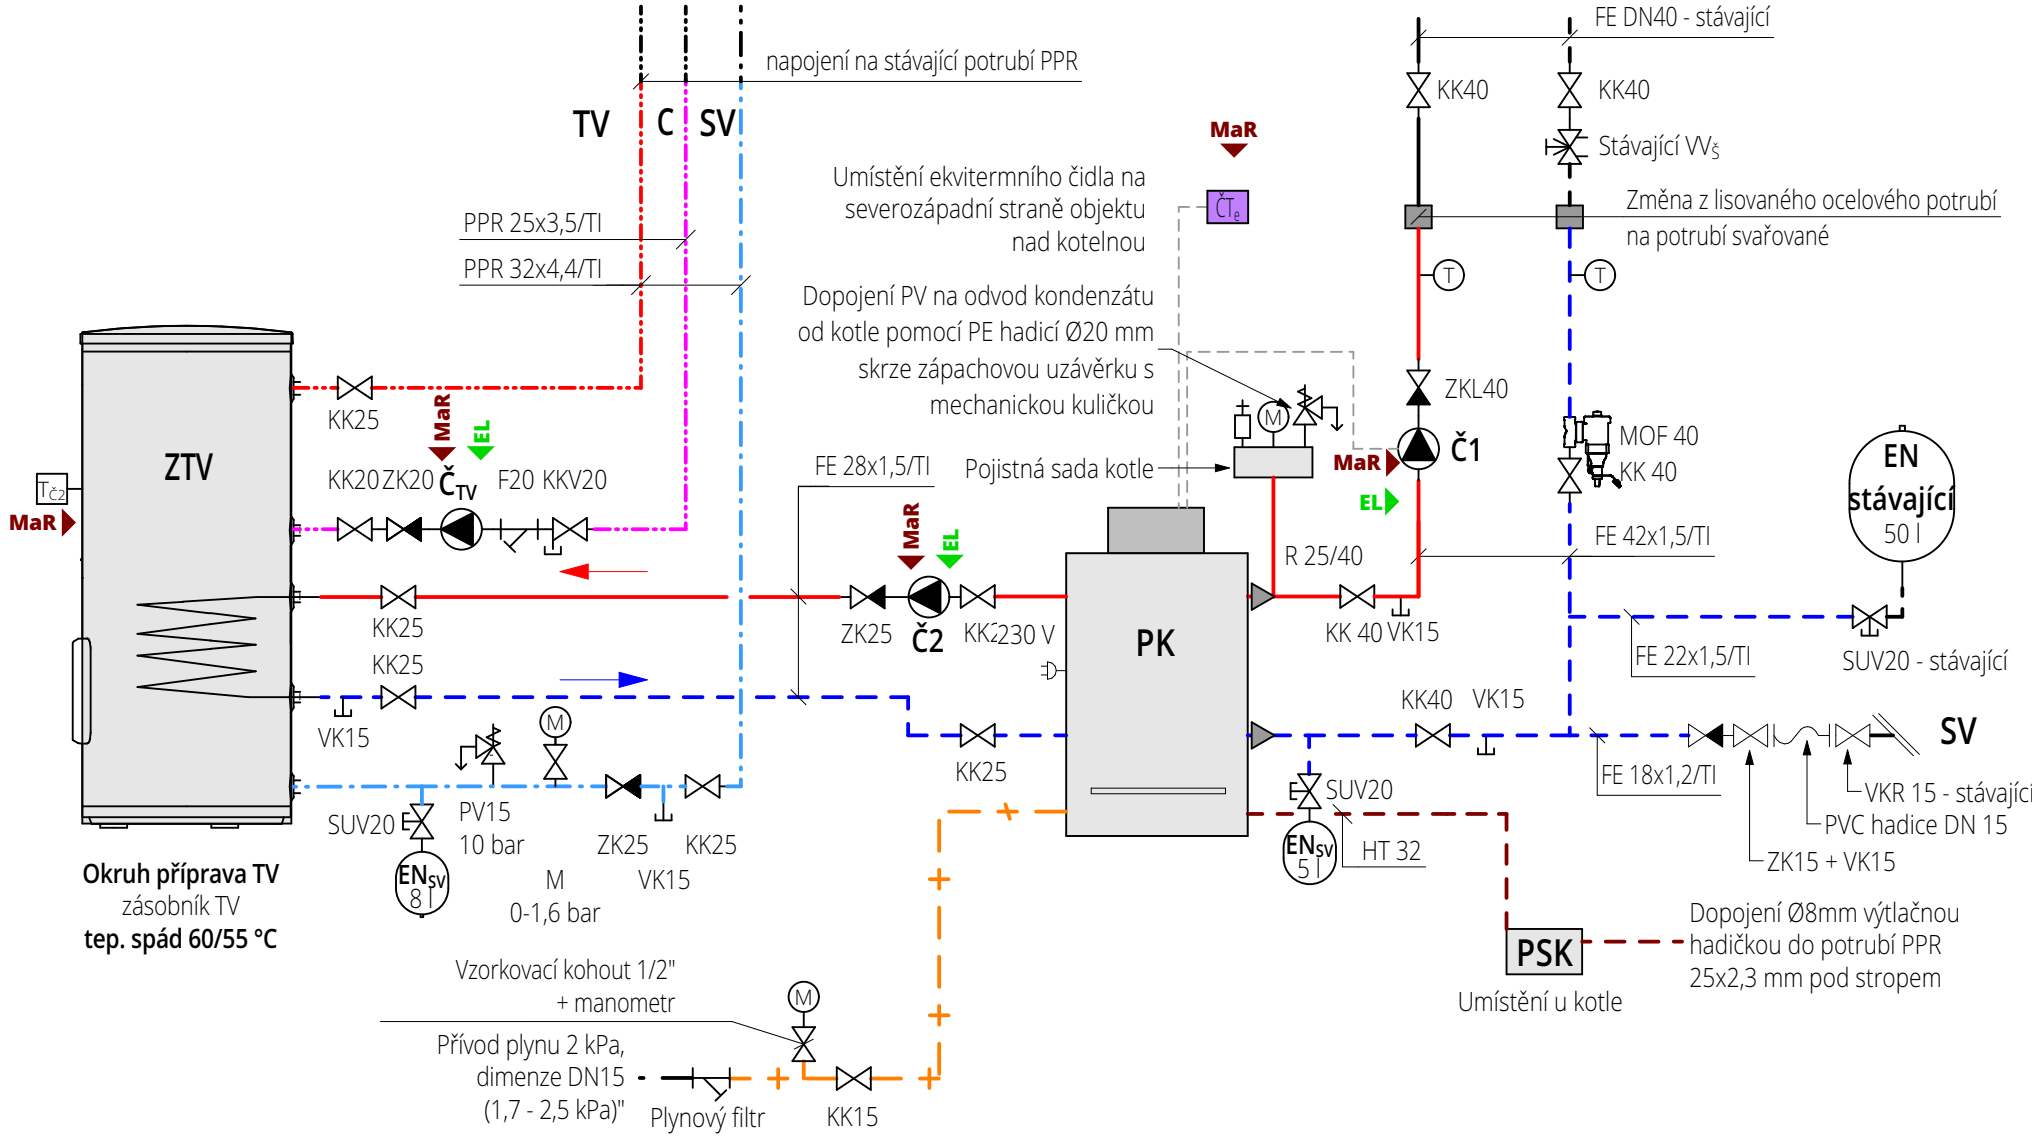 FE DN40 - stávající
napojení na stávající potrubí PPR
KK40
KK40
TV
C
SV
MaR
Stávající VVš
Umístění ekvitermního čidla na
severozápadní straně objektu
nad kotelnou
ČTe
Změna z lisovaného ocelového potrubí
na potrubí svařované
PPR 25x3,5/TI
PPR 32x4,4/TI
T
T
Dopojení PV na odvod kondenzátu
od kotle pomocí PE hadicí Ø20 mm
skrze zápachovou uzávěrku s
mechanickou kuličkou
ZKL40
KK25
MaR
EL
M
Č1
MOF 40
KK 40
EN
stávající
50 l
ZTV
FE 28x1,5/TI
Pojistná sada kotle
MaR
EL
TČ2
MaR
KK20
ZK20
ČTV
F20
KKV20
MaR
EL
FE 42x1,5/TI
R 25/40
KK25
ZK25
Č2
KK2
230 V
PK
KK 40
VK15
KK25
FE 22x1,5/TI
SUV20 - stávající
KK40
VK15
VK15
M
KK25
SV
FE 18x1,2/TI
SUV20
VKR 15 - stávající
PVC hadice DN 15
ZK15 + VK15
SUV20
PV15
10 bar
ZK25
KK25
VK15
ENSV
8 l
M
0-1,6 bar
ENSV
5 l
HT 32
Okruh příprava TV
zásobník TV
tep. spád 60/55 °C
PSK
Umístění u kotle
Dopojení Ø8mm výtlačnou
hadičkou do potrubí PPR
25x2,3 mm pod stropem
Vzorkovací kohout 1/2"
+ manometr
M
Přívod plynu 2 kPa,
dimenze DN15
(1,7 - 2,5 kPa)"
Plynový filtr
KK15